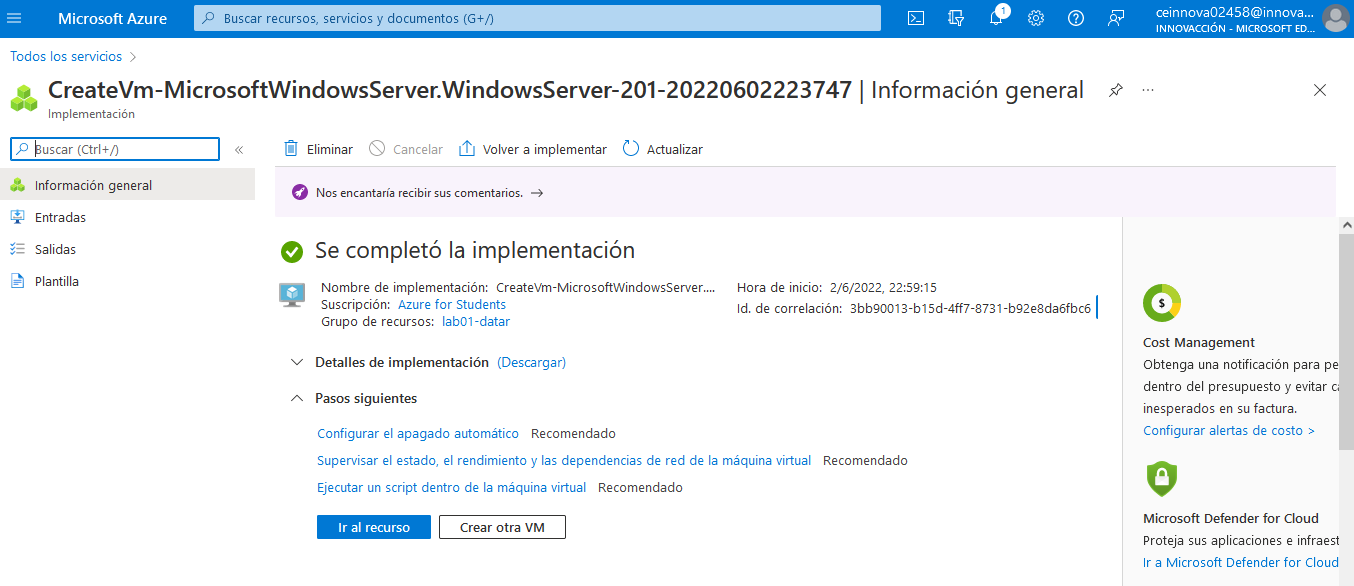 Microsoft Azure
Buscar recursos, servicios y documentos (G+/)
1
ceinnova02458@innova...
INNOVACCIÓN - MICROSOFT ED...
Todos los servicios
CreateVm-MicrosoftWindowsServer.WindowsServer-201-20220602223747 | Información general
Implementación
Buscar (Ctrl+/)
Información general
Entradas
Salidas
Plantilla
Eliminar
Cancelar
Volver a implementar
Actualizar
Nos encantaría recibir sus comentarios.
Se completó la implementación
Nombre de implementación: CreateVm-MicrosoftWindowsServer....
Suscripción: Azure for Students
Grupo de recursos: lab01-datar
Hora de inicio: 2/6/2022, 22:59:15
Id. de correlación: 3bb90013-b15d-4ff7-8731-b92e8da6fbc6
Detalles de implementación (Descargar)
Pasos siguientes
Configurar el apagado automático Recomendado
Supervisar el estado, el rendimiento y las dependencias de red de la máquina virtual Recomendado
Ejecutar un script dentro de la máquina virtual Recomendado
Ir al recurso
Crear otra VM
$
Cost Management
Obtenga una notificación para pe
dentro del presupuesto y evitar ca
inesperados en su factura.
Configurar alertas de costo >
Microsoft Defender for Cloud
Proteja sus aplicaciones e infraest
Ir a Microsoft Defender for Cloud